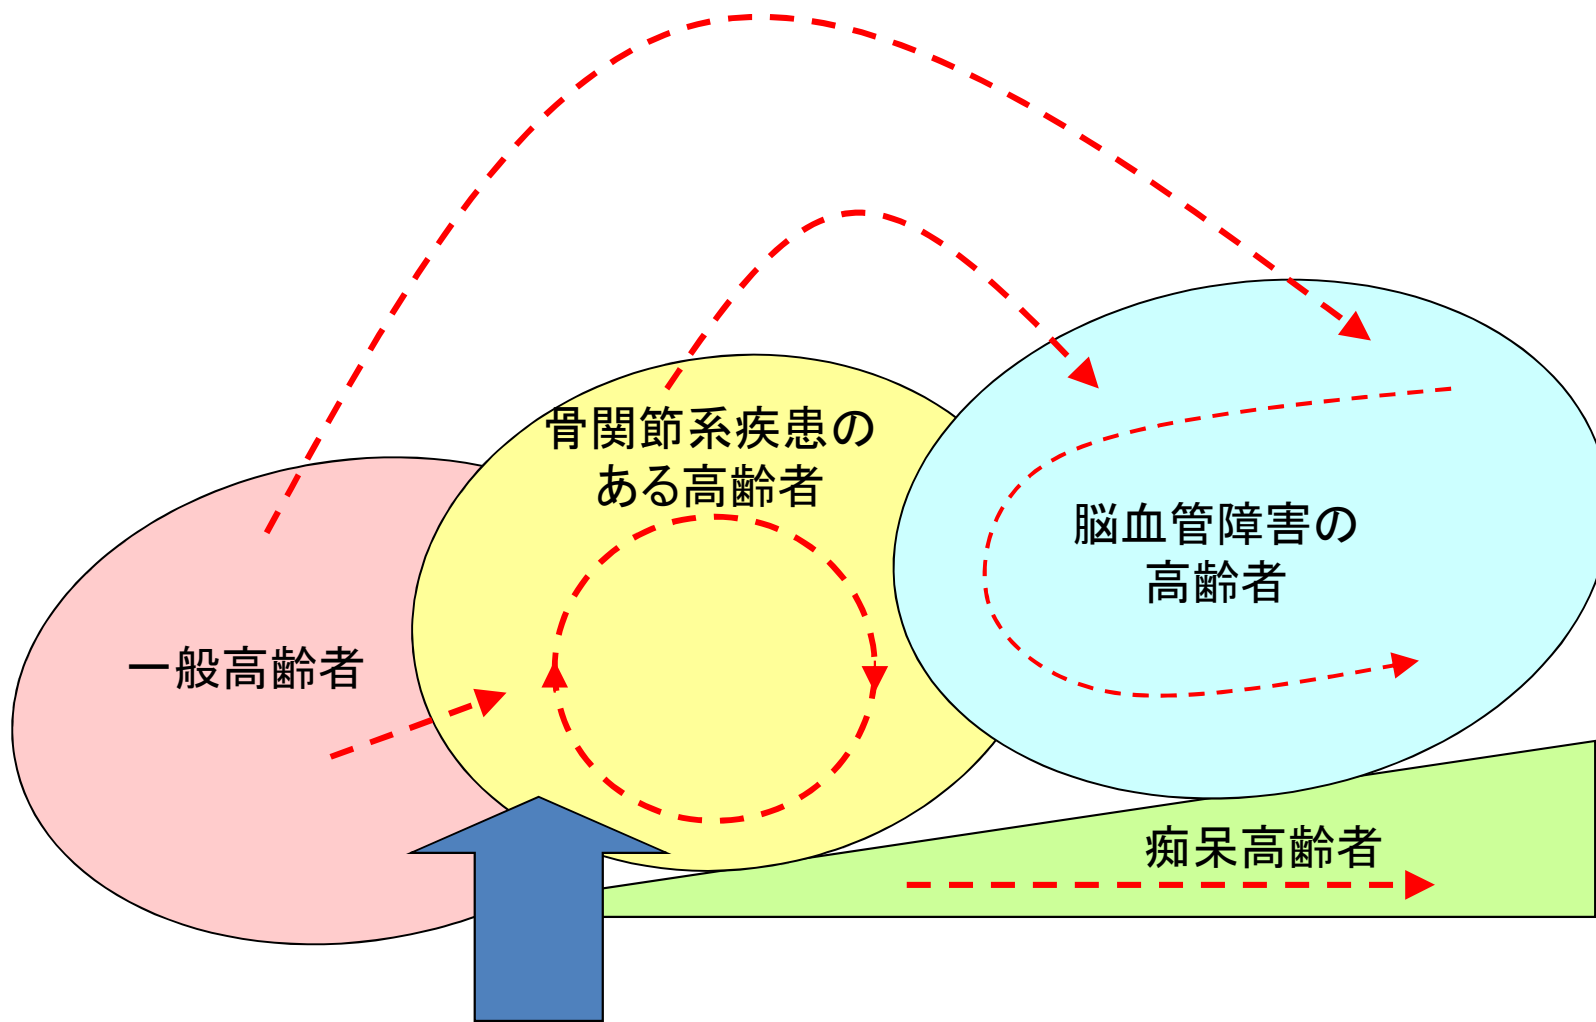 骨関節系疾患の
ある高齢者
脳血管障害の
高齢者
一般高齢者
痴呆高齢者